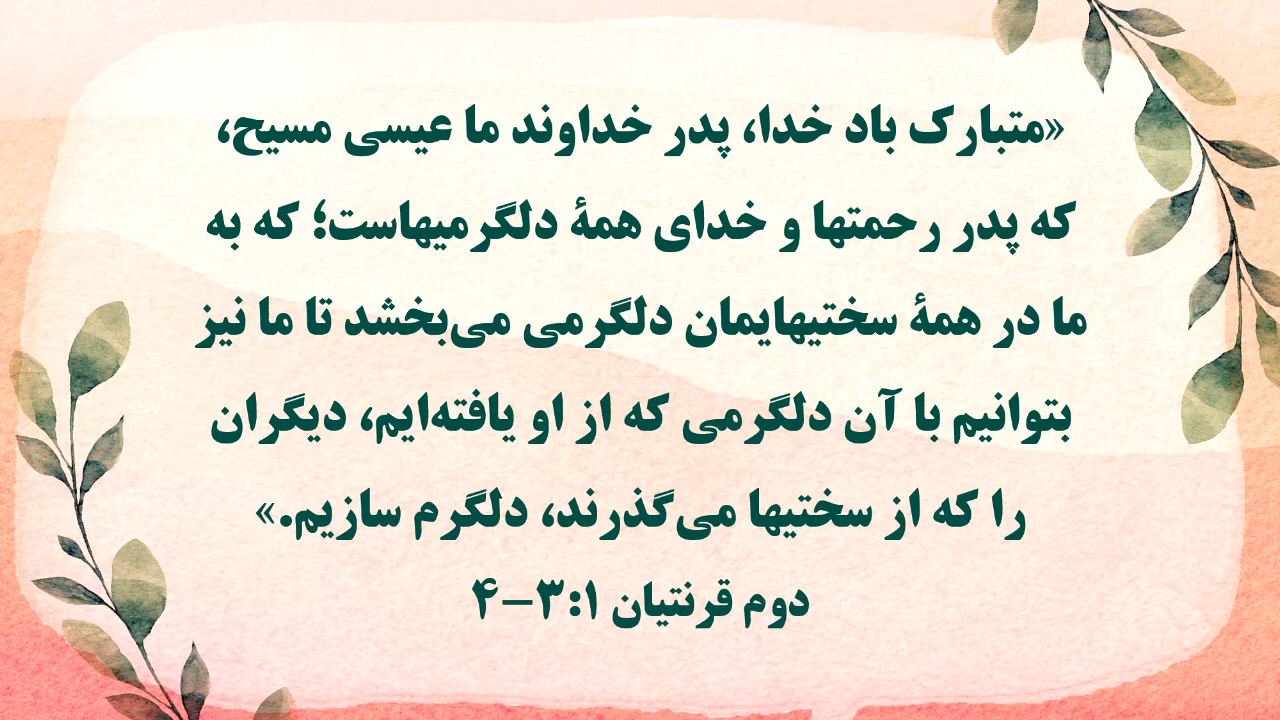 «متبارک باد خدا، پدر خداوند ما عیسی مسیح،
که پدر رحمتها و خدای همۀ دلگرمیهاست؛ که به
ما در همۀ سختیهایمان دلگرمی می‌بخشد تا ما نیز
بتوانیم با آن دلگرمی که از او یافته‌ایم، دیگران
را که از سختیها می‌گذرند، دلگرم سازیم.»
دوم قرنتیان ۱:‏۳-۴